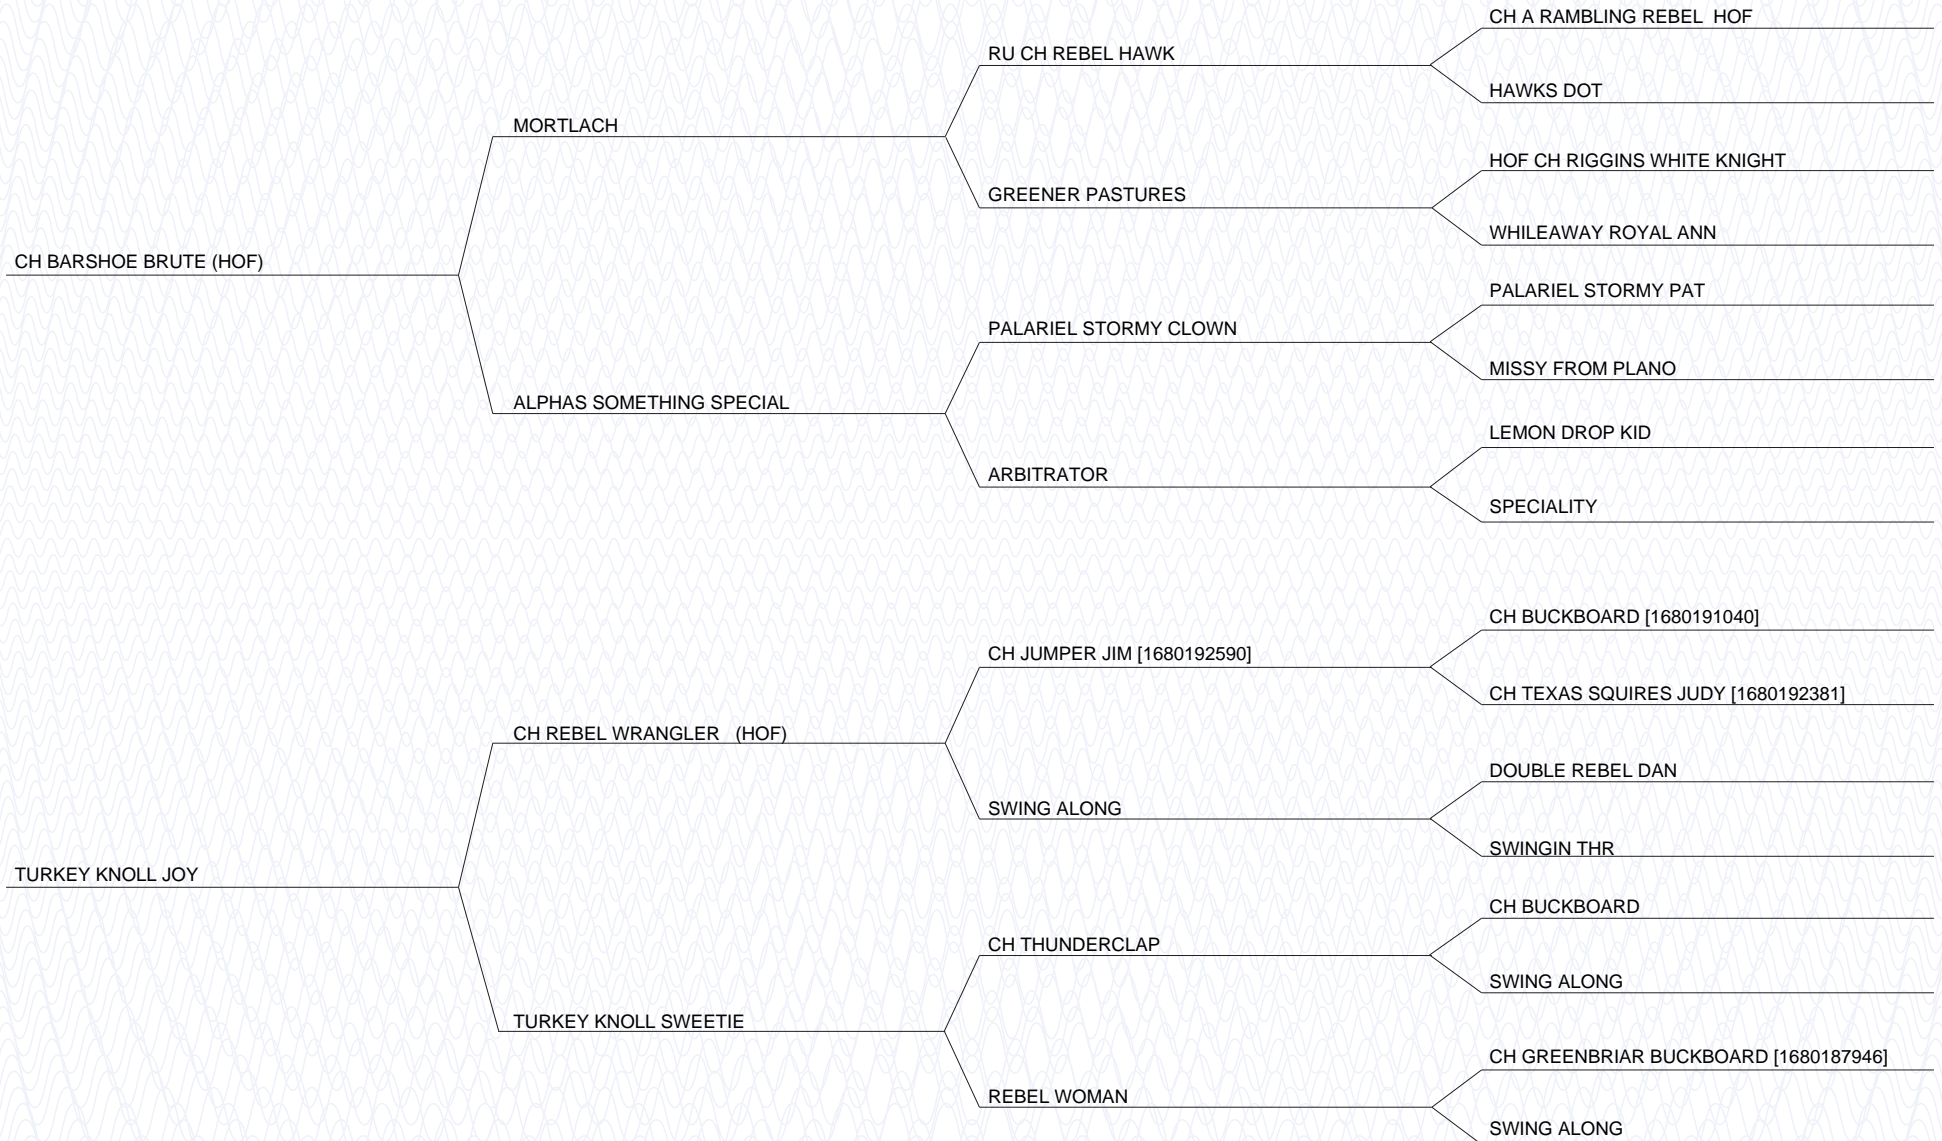 CH A RAMBLING REBEL  HOF
RU CH REBEL HAWK
HAWKS DOT
MORTLACH
HOF CH RIGGINS WHITE KNIGHT
GREENER PASTURES
WHILEAWAY ROYAL ANN
CH BARSHOE BRUTE (HOF)
PALARIEL STORMY PAT
PALARIEL STORMY CLOWN
MISSY FROM PLANO
ALPHAS SOMETHING SPECIAL
LEMON DROP KID
ARBITRATOR
SPECIALITY
CH BUCKBOARD [1680191040]
CH JUMPER JIM [1680192590]
CH TEXAS SQUIRES JUDY [1680192381]
CH REBEL WRANGLER   (HOF)
DOUBLE REBEL DAN
SWING ALONG
SWINGIN THR
TURKEY KNOLL JOY
CH BUCKBOARD
CH THUNDERCLAP
SWING ALONG
TURKEY KNOLL SWEETIE
CH GREENBRIAR BUCKBOARD [1680187946]
REBEL WOMAN
SWING ALONG